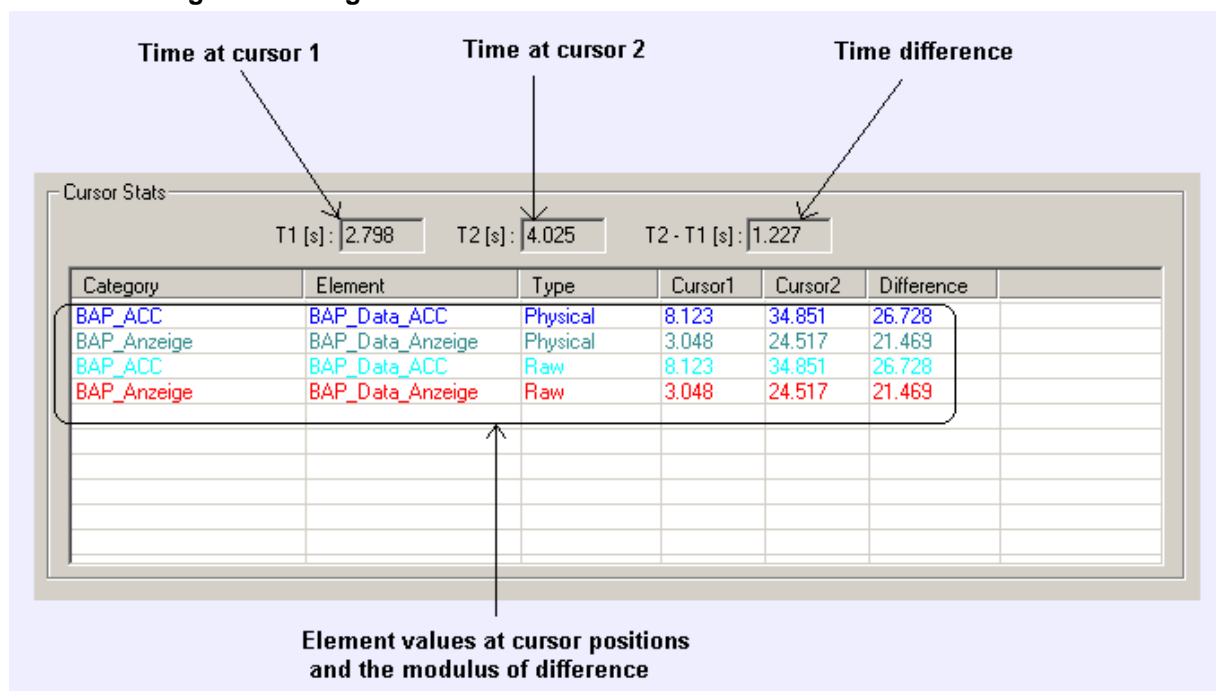 Time at cursor 1 Time at cursor 2 Time difference
Cursor Stats
T1 [s] : 2.798 T2 [s] : 4.025 T2 - T1 [s] : 1.227
Category Element Type Cursor1 Cursor2 Difference
BAP_ACC BAP_Data_ACC Physical 8.123 34.851 26.728
BAP_Anzeige BAP_Data_Anzeige Physical 3.048 24.517 21.469
BAP_ACC BAP_Data_ACC Raw 8.123 34.851 26.728
BAP_Anzeige BAP_Data_Anzeige Raw 3.048 24.517 21.469
Element values at cursor positions
and the modulus of difference